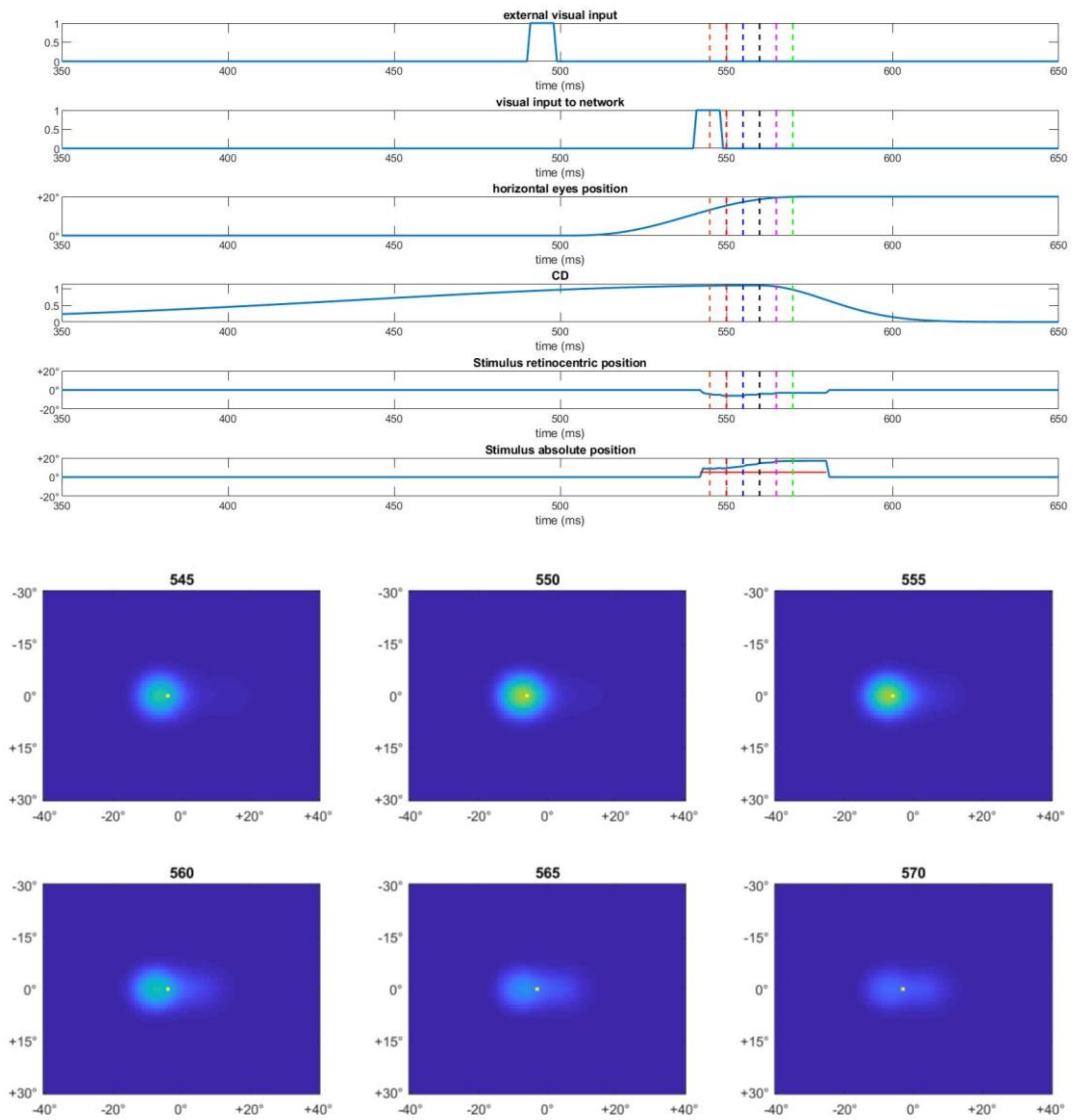 external visual input
1
0.5
0
350 400 450 500 550 600 650
time (ms)
visual input to network
1
0.5
0
350 400 450 500 550 600 650
time (ms)
horizontal eyes position
+20°
0°
350 400 450 500 550 600 650
time (ms)
CD
1
0.5
0
350 400 450 500 550 600 650
time (ms)
Stimulus retinocentric position
+20°
0°
-20°
350 400 450 500 550 600 650
time (ms)
Stimulus absolute position
+20°
0°
-20°
350 400 450 500 550 600 650
time (ms)
545 550 555
-30° -30° -30°
-15° -15° -15°
0° 0° 0°
+15° +15° +15°
+30° +30° +30°
-40° -20° 0° +20° +40° -40° -20° 0° +20° +40° -40° -20° 0° +20° +40°
560 565 570
-30° -30° -30°
-15° -15° -15°
0° 0° 0°
+15° +15° +15°
+30° +30° +30°
-40° -20° 0° +20° +40° -40° -20° 0° +20° +40° -40° -20° 0° +20° +40°